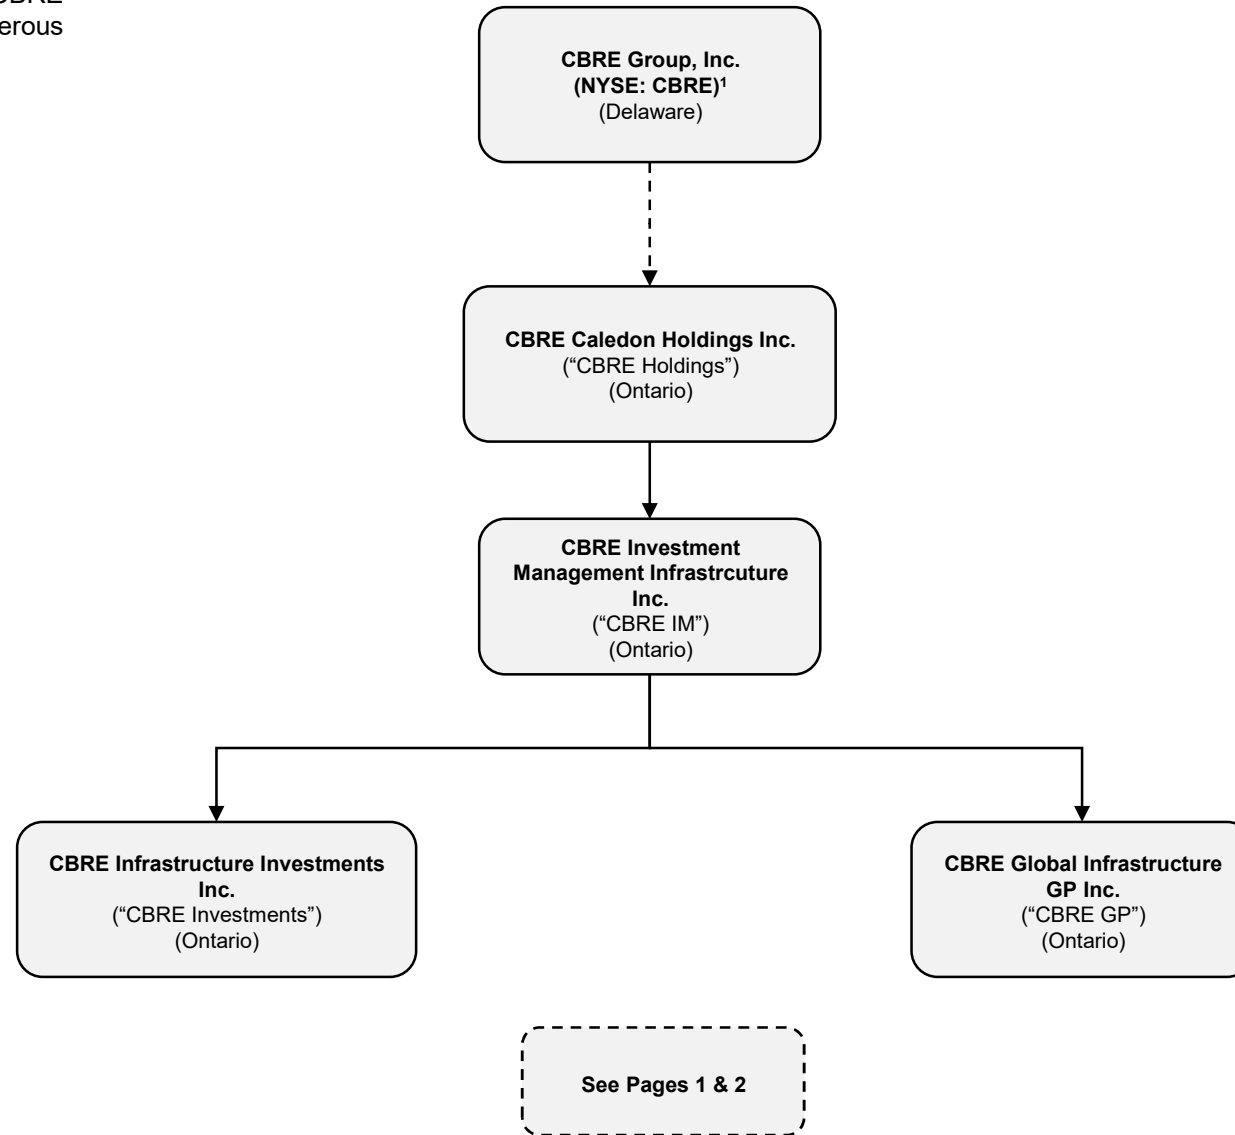 CBRE
erous
CBRE Group, Inc.
(NYSE: CBRE)¹
(Delaware)
CBRE Caledon Holdings Inc.
(“CBRE Holdings”)
(Ontario)
CBRE Investment
Management Infrastrcuture
Inc.
(“CBRE IM”)
(Ontario)
CBRE Infrastructure Investments
Inc.
(“CBRE Investments”)
(Ontario)
CBRE Global Infrastructure
GP Inc.
(“CBRE GP”)
(Ontario)
See Pages 1 & 2